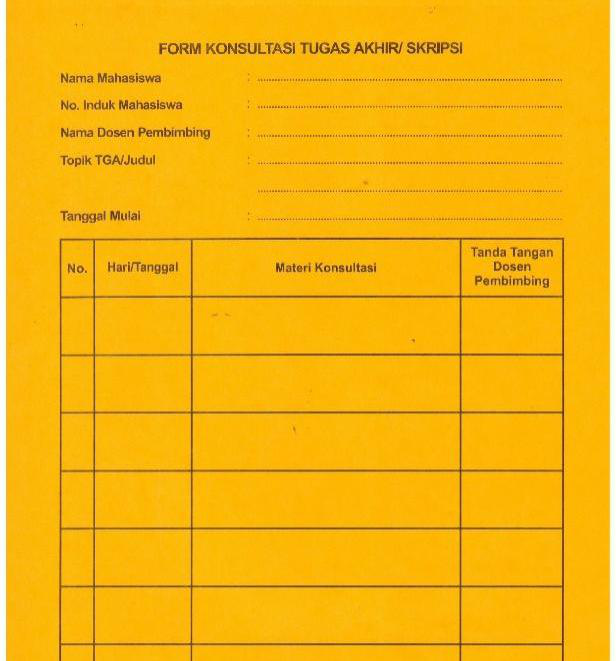 FORM KONSULTASI TUGAS AKHIR/ SKRIPSI
Nama Mahasiswa :
No. Induk Mahasiswa :
Nama Dosen Pembimbing :
Topik TGA/Judul :
Tanggal Mulai :
No. Hari/Tanggal Materi Konsultasi Tanda Tangan
Dosen
Pembimbing